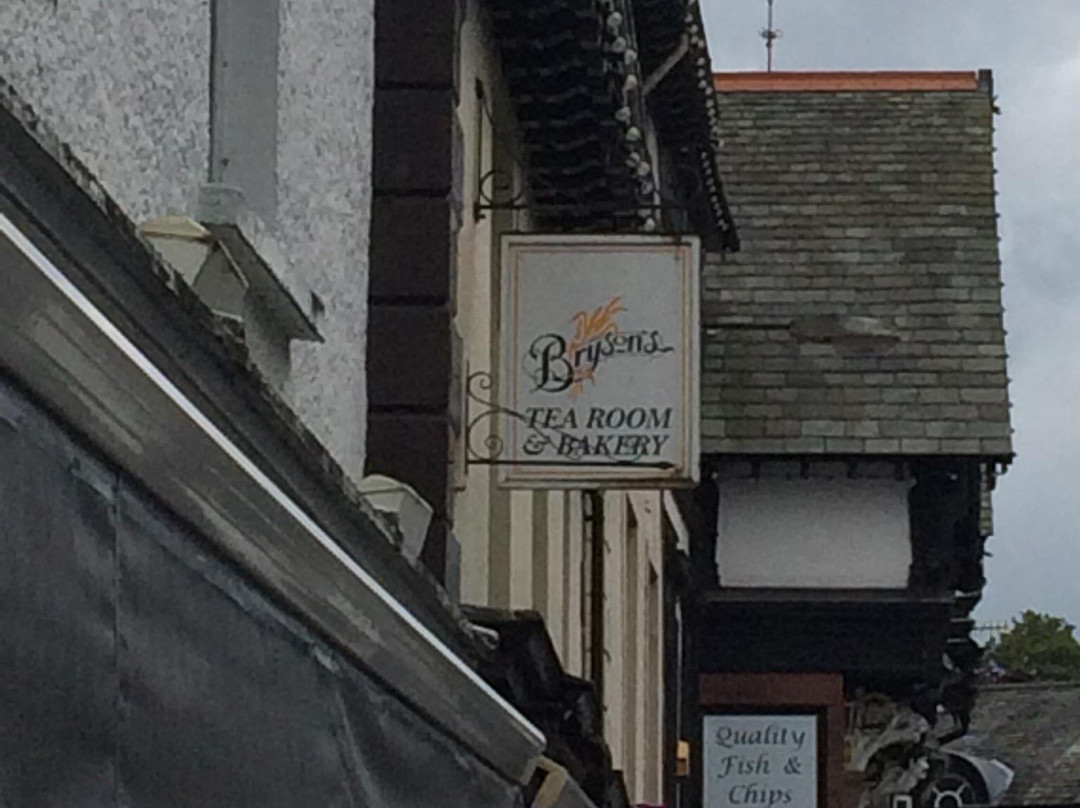 Bryson's
TEA ROOM
& BAKERY
Quality
Fish &
Chips